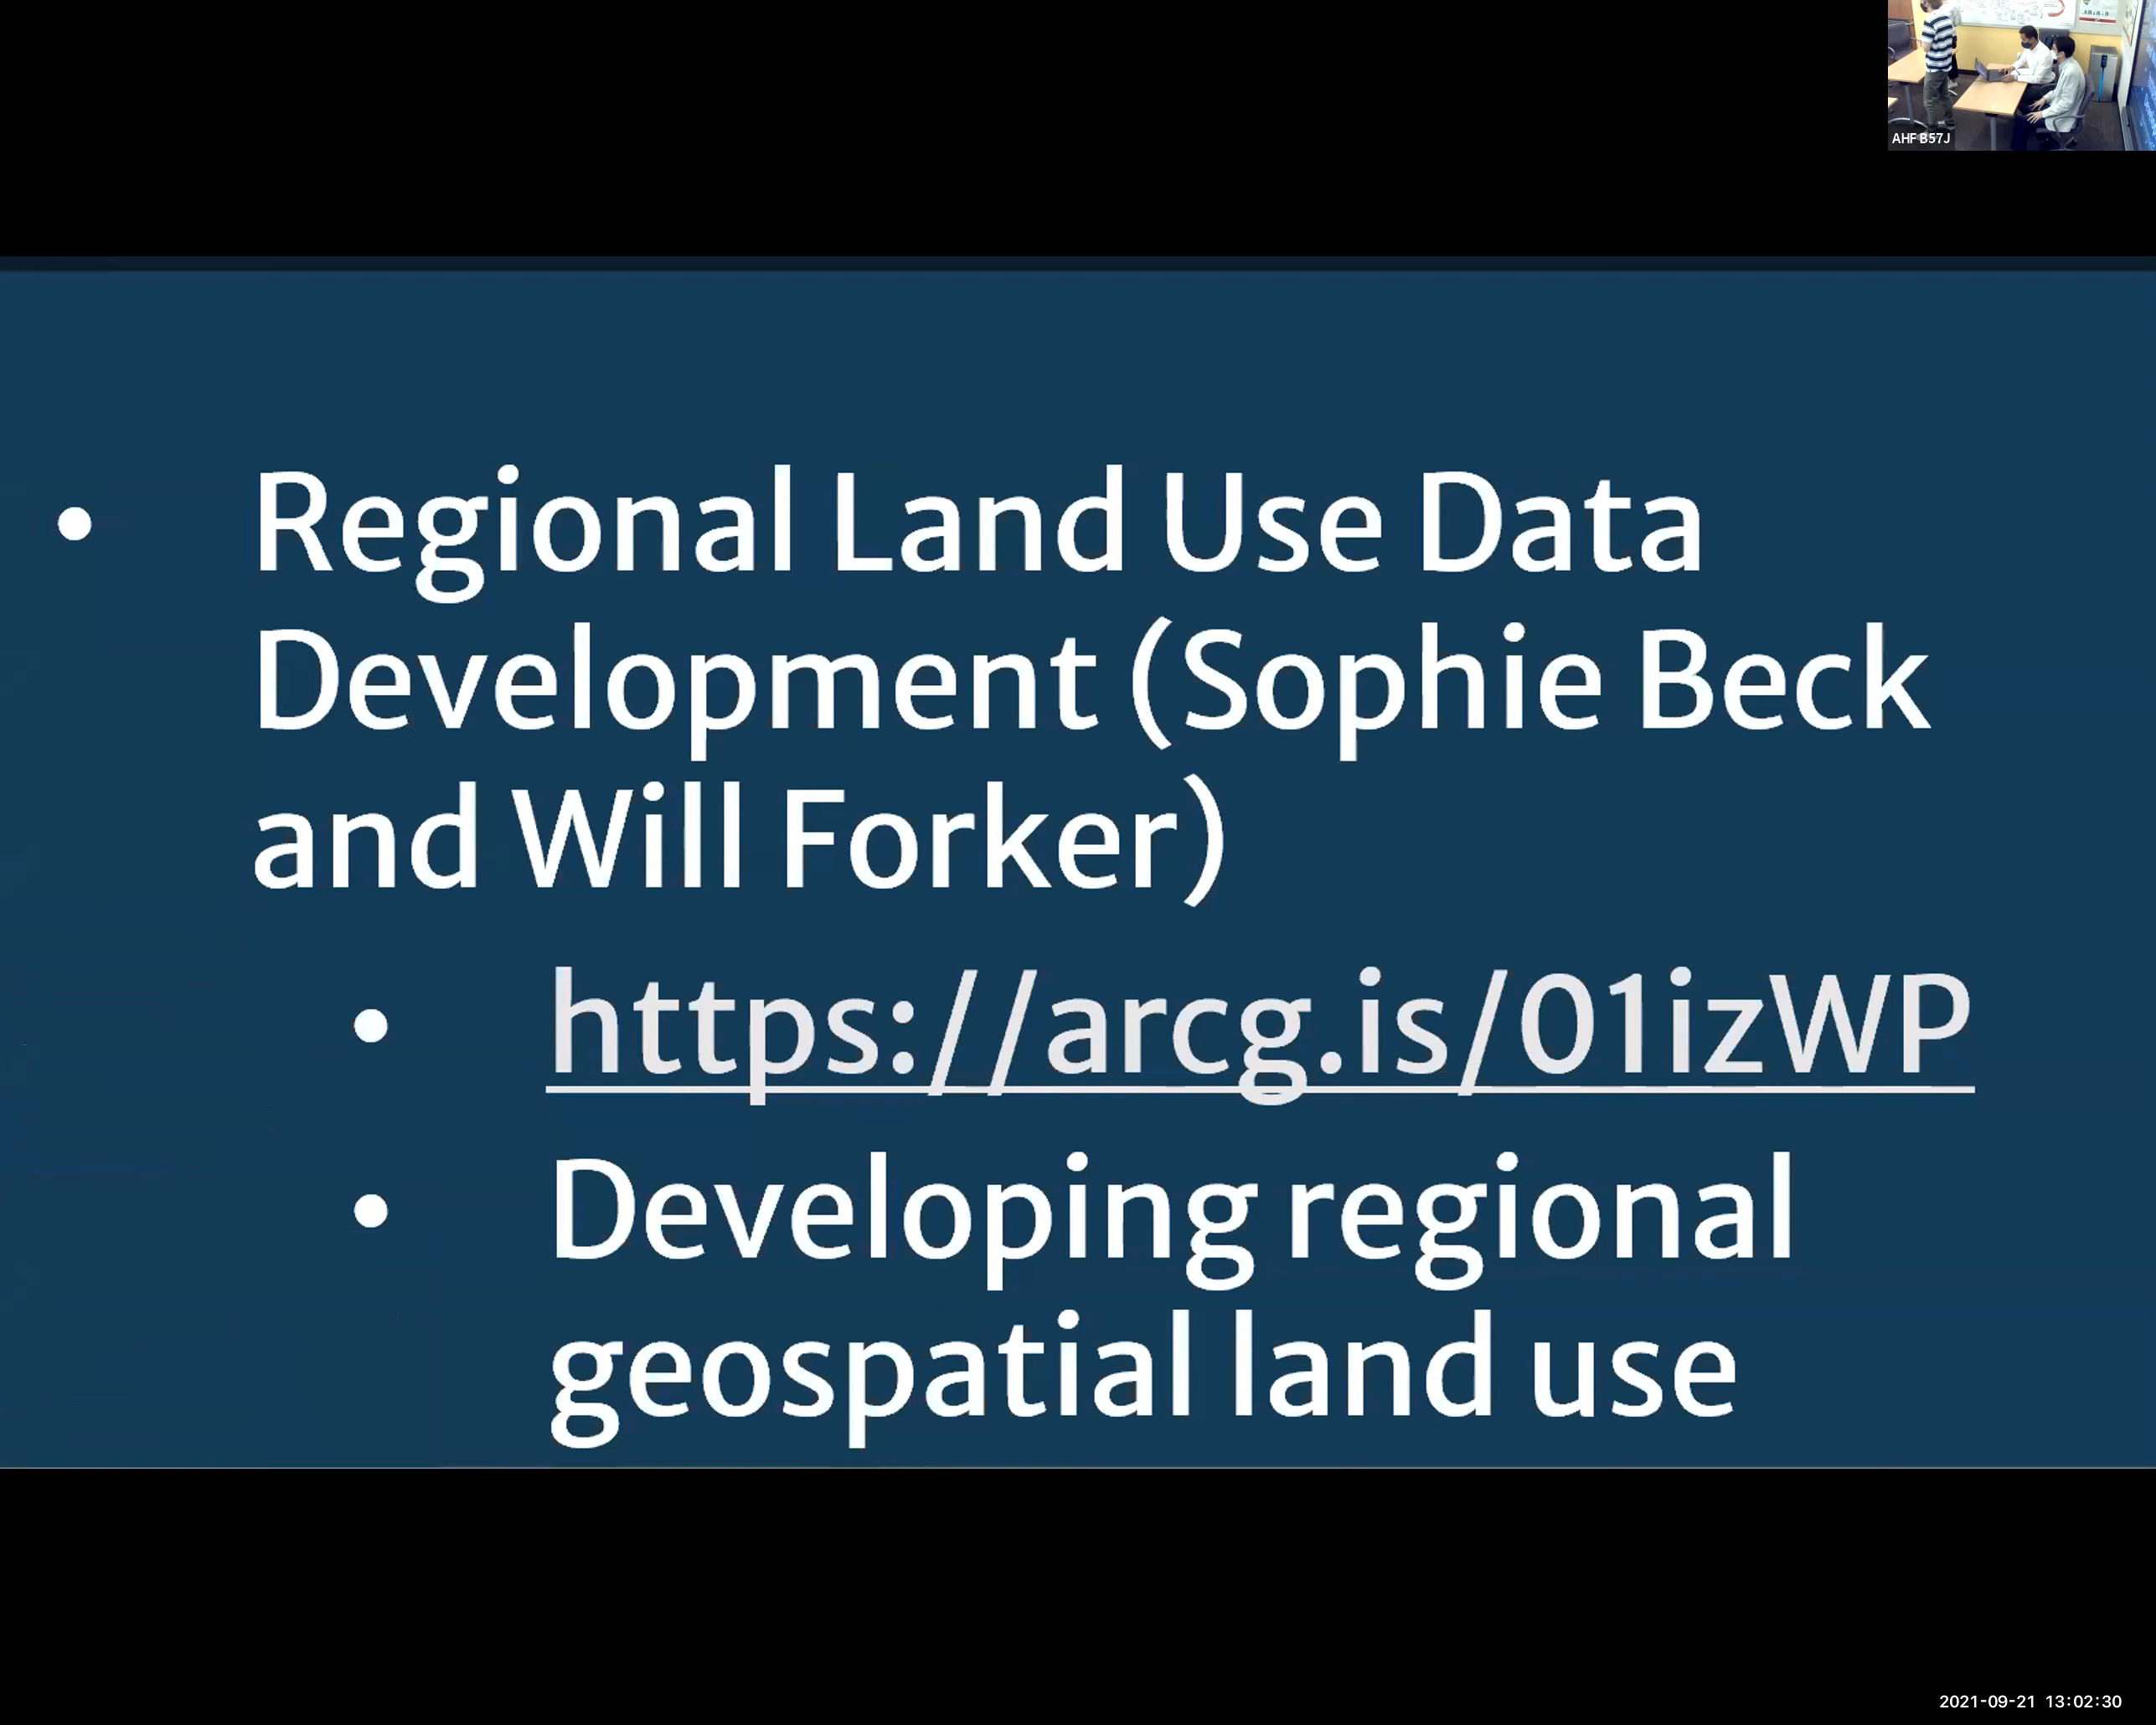 AHF B57J
• Regional Land Use Data
Development (Sophie Beck
and Will Forker)
• https://arcg.is/01izWP
• Developing regional
geospatial land use
2021-09-21 13:02:30